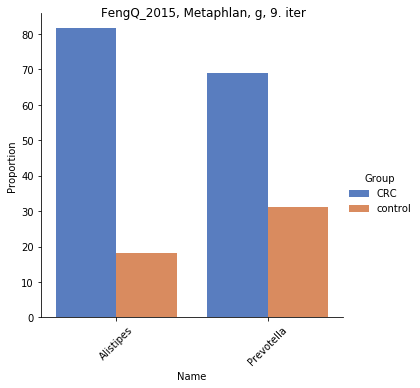 FengQ_2015, Metaphlan, g, 9. iter
80
70
60
50
40
30
20
10
0
Proportion
Alistipes
Prevotella
Name
Group
CRC
control